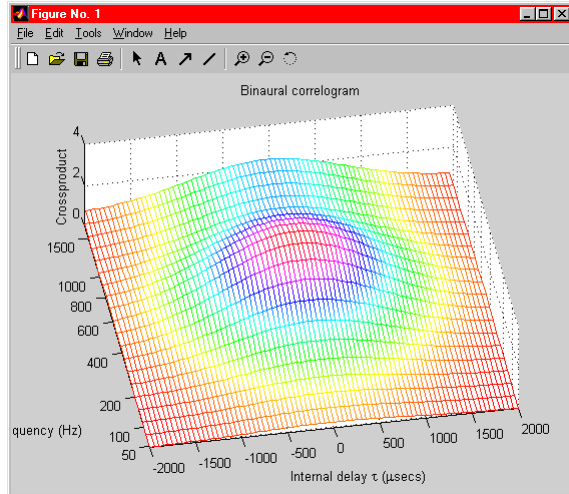 Figure No. 1
File Edit Tools Window Help
Binaural correlogram
4
2
0
Crossproduct
1500
1000
800
600
400
200
100
50
quency (Hz)
-2000 -1500 -1000 -500 0 500 1000 1500 2000
Internal delay τ (μsecs)